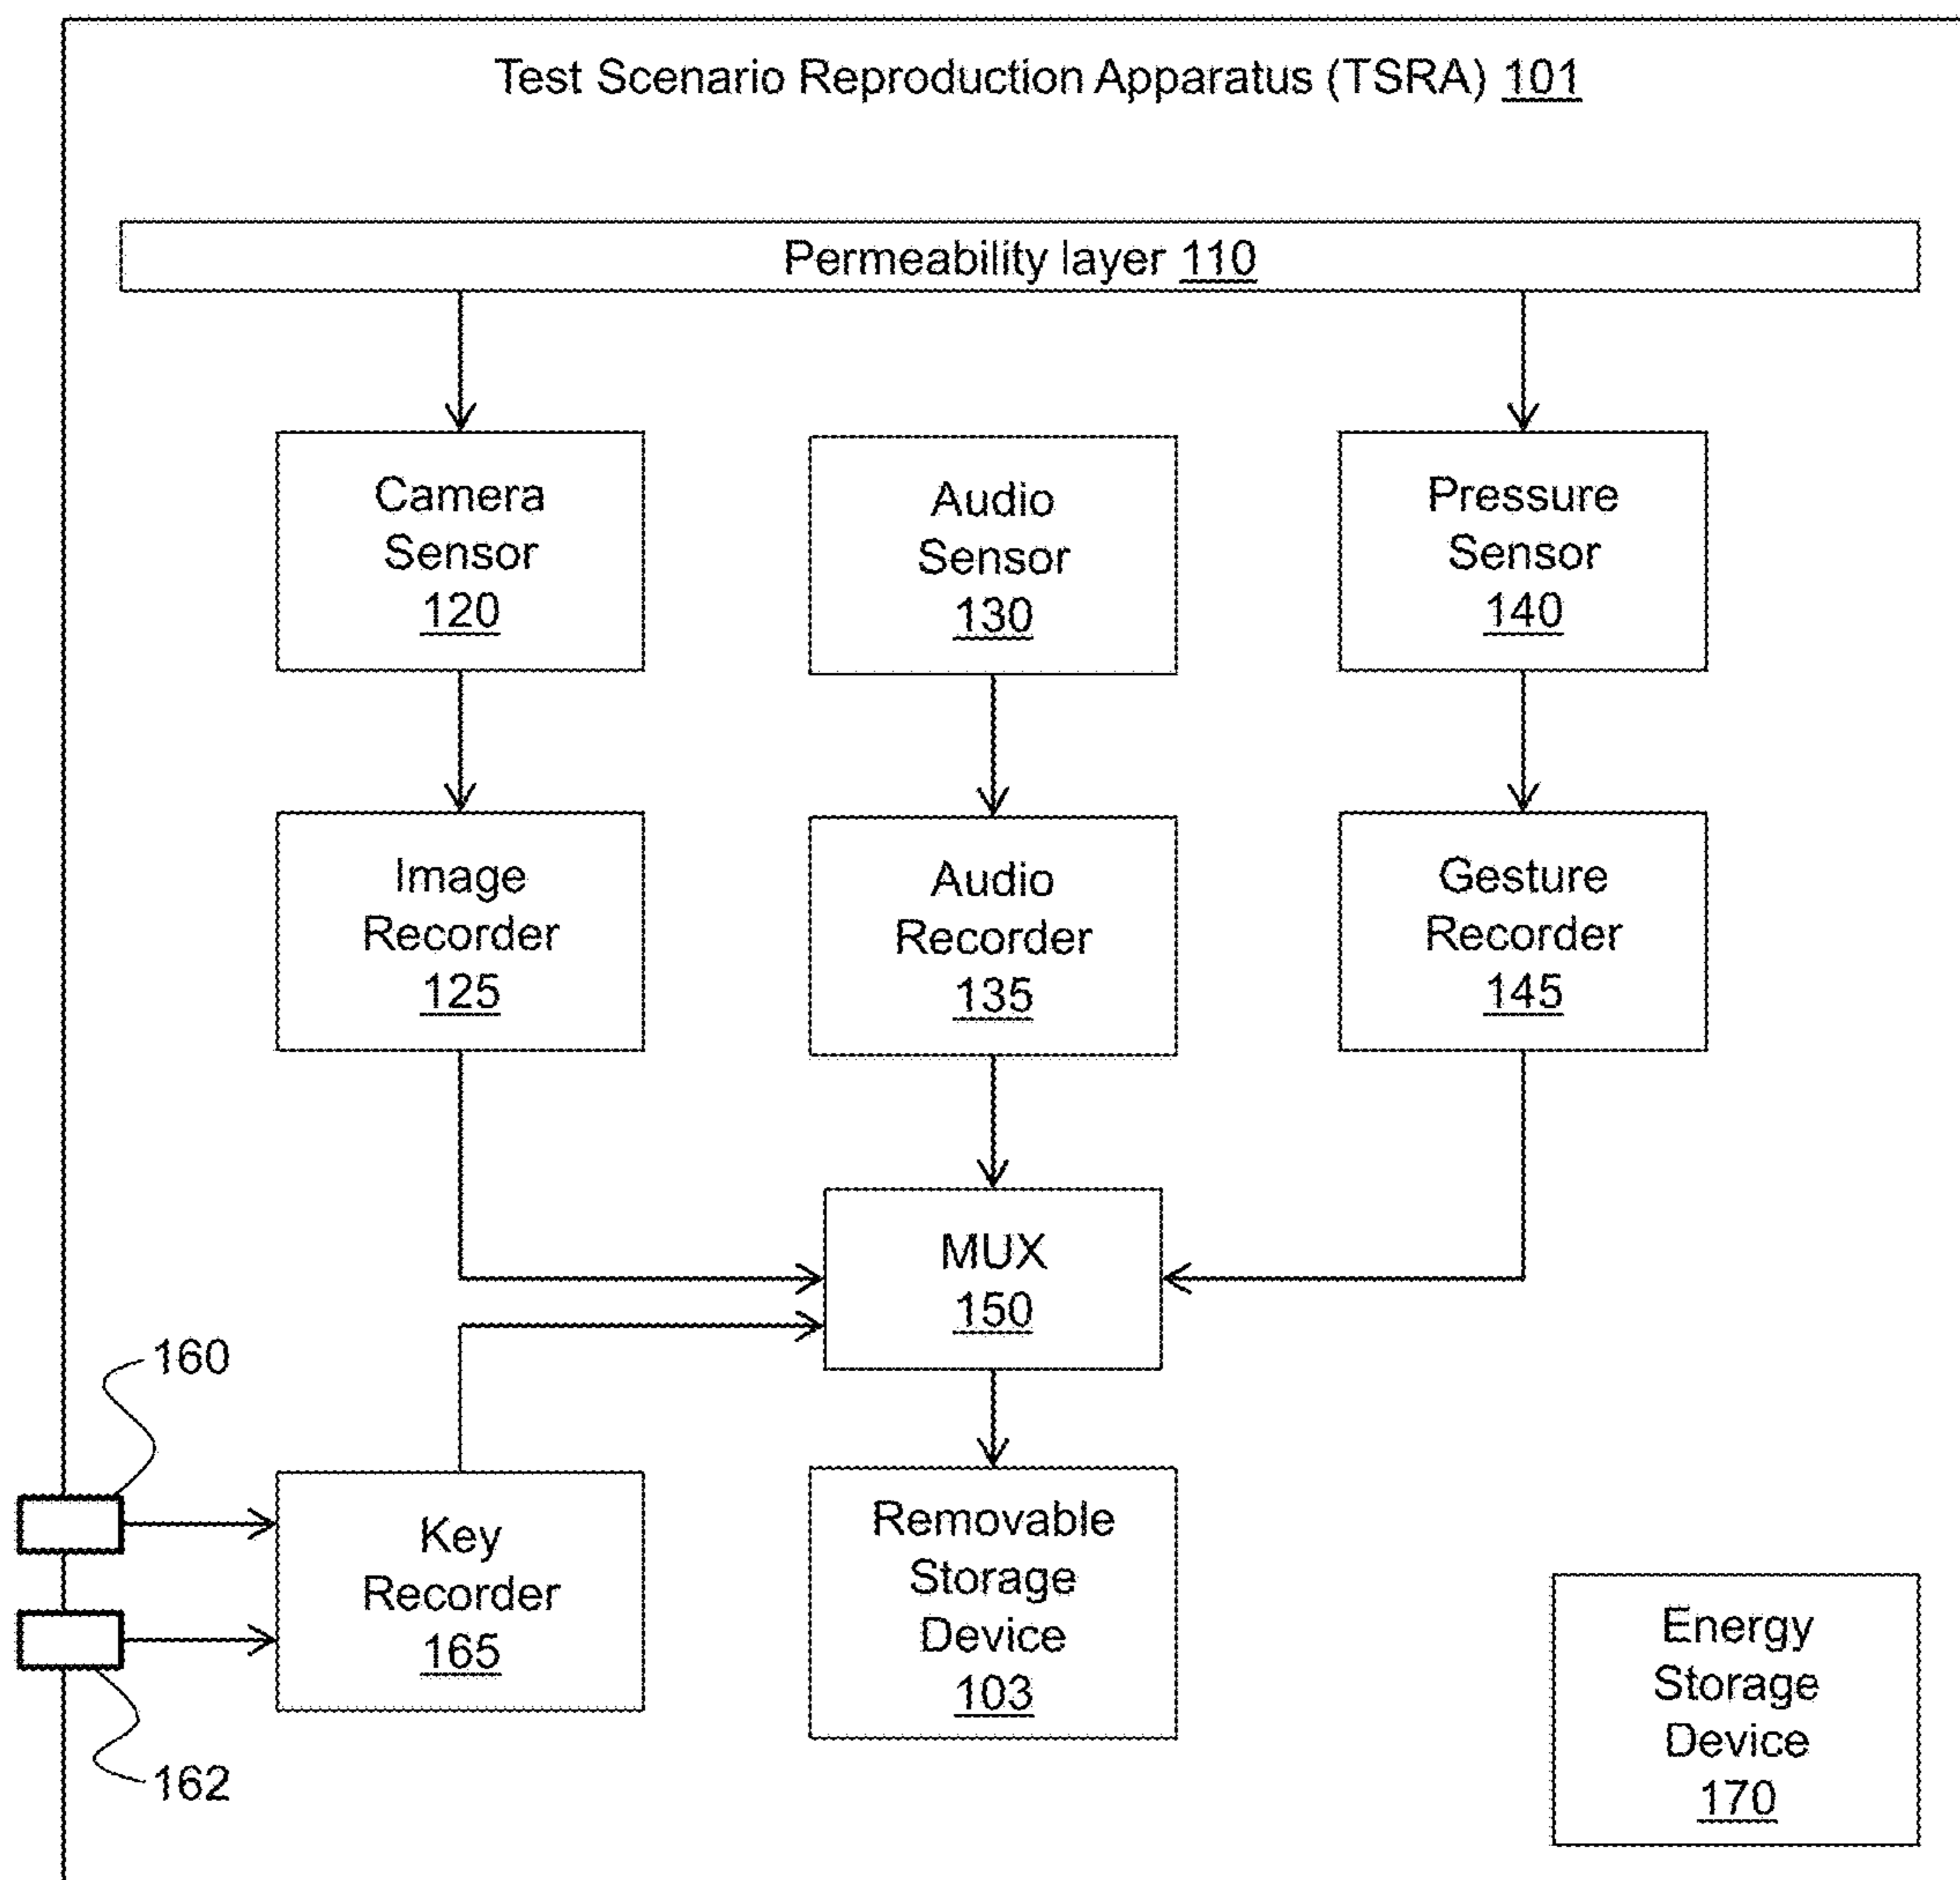 Test Scenario Reproduction Apparatus (TSRA) 101
Permeability layer 110
Camera
Sensor
120
Audio
Sensor
130
Pressure
Sensor
140
Image
Recorder
125
Audio
Recorder
135
Gesture
Recorder
145
MUX
150
160
162
Key
Recorder
165
Removable
Storage
Device
103
Energy
Storage
Device
170